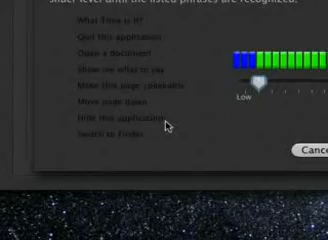 slider level until the listed phrases are recognized.
What Time is it?
Quit this application
Open a document
Show me what to say
Make this page speakable
Move page down
Hide this application
Switch to Finder
Low
Cance